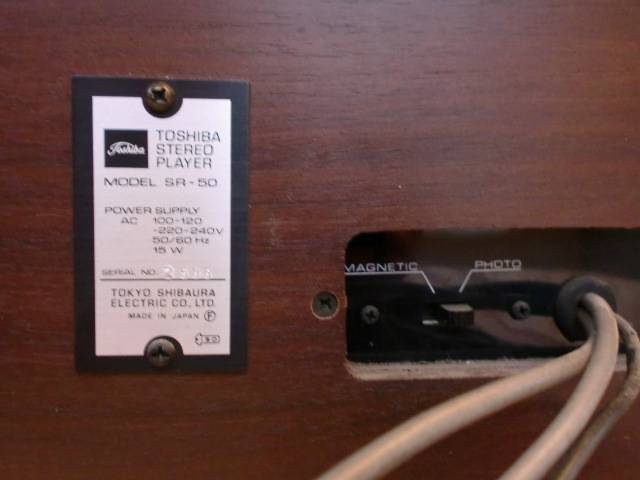 Toshiba
TOSHIBA
STEREO
PLAYER
MODEL SR-50
POWER SUPPLY
AC 100-120
-220-240V
50/60 Hz
15 W
SERIAL NO.
TOKYO SHIBAURA
ELECTRIC CO., LTD.
MADE IN JAPAN F
MAGNETIC
PHOTO